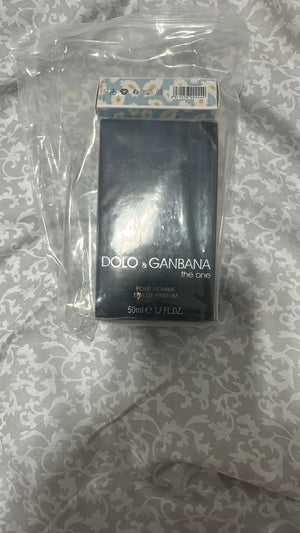 DOLO & GANBANA
the one
POUR HOMME
EAU DE PARFUM
50ml ℮ 1.7 FL.OZ.